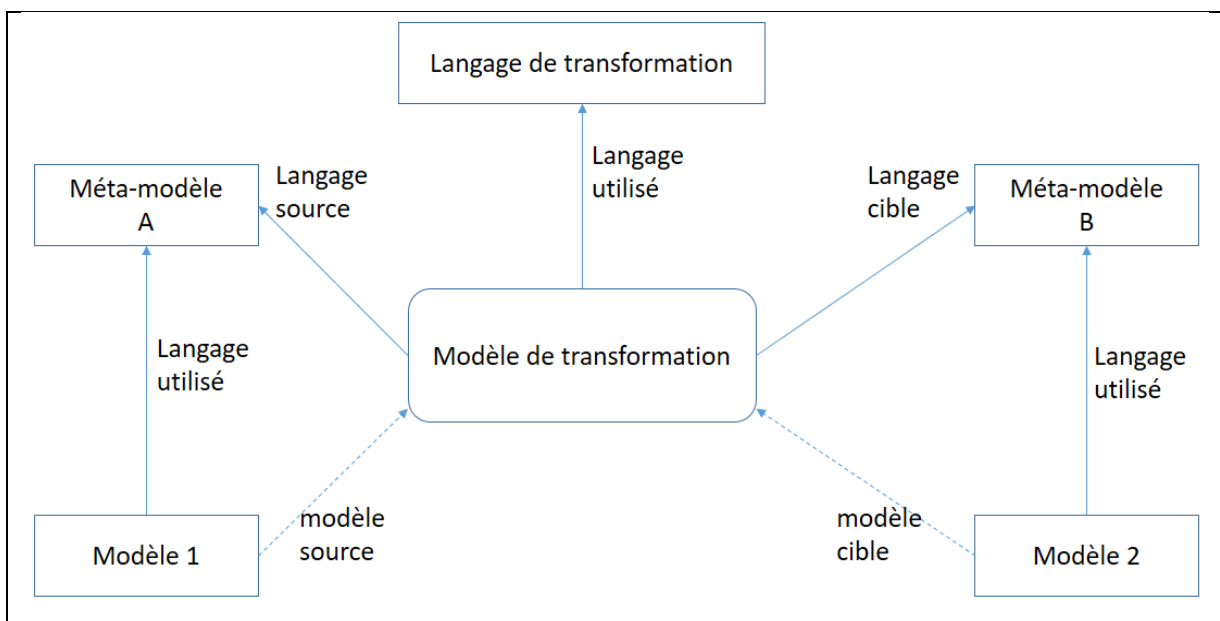 Langage de transformation
Langage
utilisé
Langage
source
Langage
cible
Méta-modèle
A
Méta-modèle
B
Modèle de transformation
Langage
utilisé
Langage
utilisé
modèle
source
modèle
cible
Modèle 1
Modèle 2